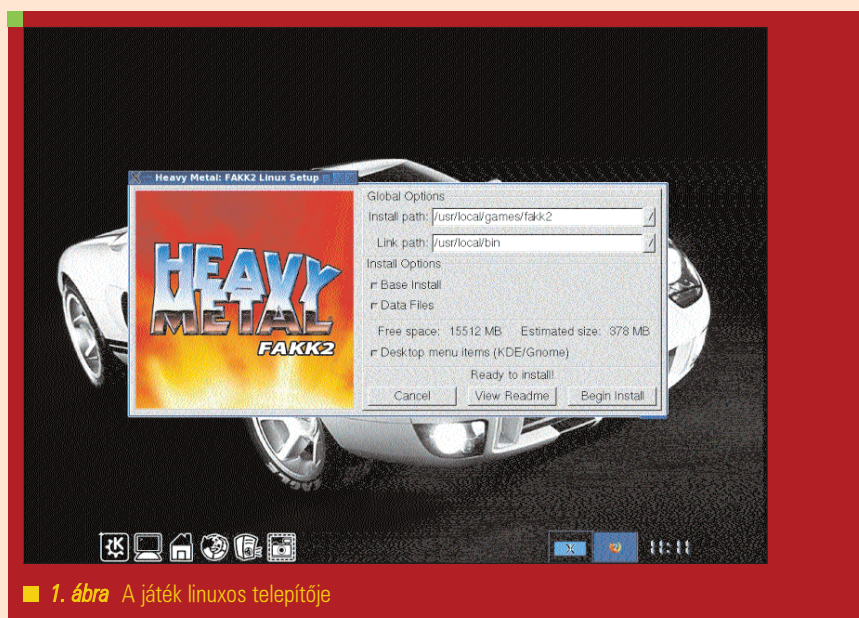 Heavy Metal: FAKK2 Linux Setup
HEAVY
METAL
FAKK2
Global Options
Install path: /usr/local/games/fakk2
Link path: /usr/local/bin
Install Options
Base Install
Data Files
Free space: 15512 MB Estimated size: 378 MB
Desktop menu items (KDE/Gnome)
Ready to install!
Cancel View Readme Begin Install
EAGLE
K
X
11:11
1. ábra A játék linuxos telepítője